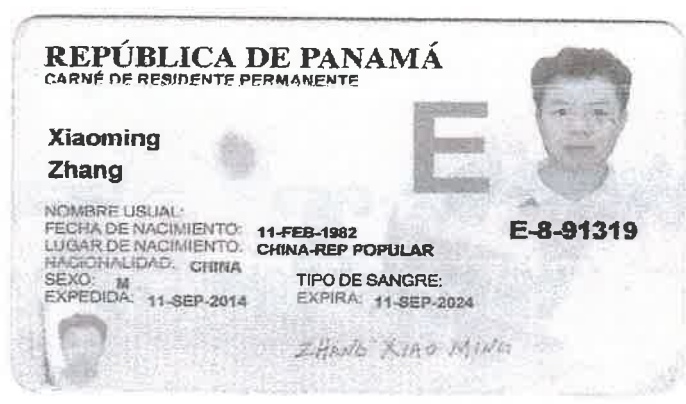 REPÚBLICA DE PANAMÁ
CARNÉ DE RESIDENTE PERMANENTE
Xiaoming
Zhang
E
NOMBRE USUAL:
FECHA DE NACIMIENTO: 11-FEB-1982
E-8-91319
LUGAR DE NACIMIENTO: CHINA-REP POPULAR
NACIONALIDAD: CHINA
SEXO: M TIPO DE SANGRE:
EXPEDIDA: 11-SEP-2014 EXPIRA: 11-SEP-2024
ZHANG XIAO MING